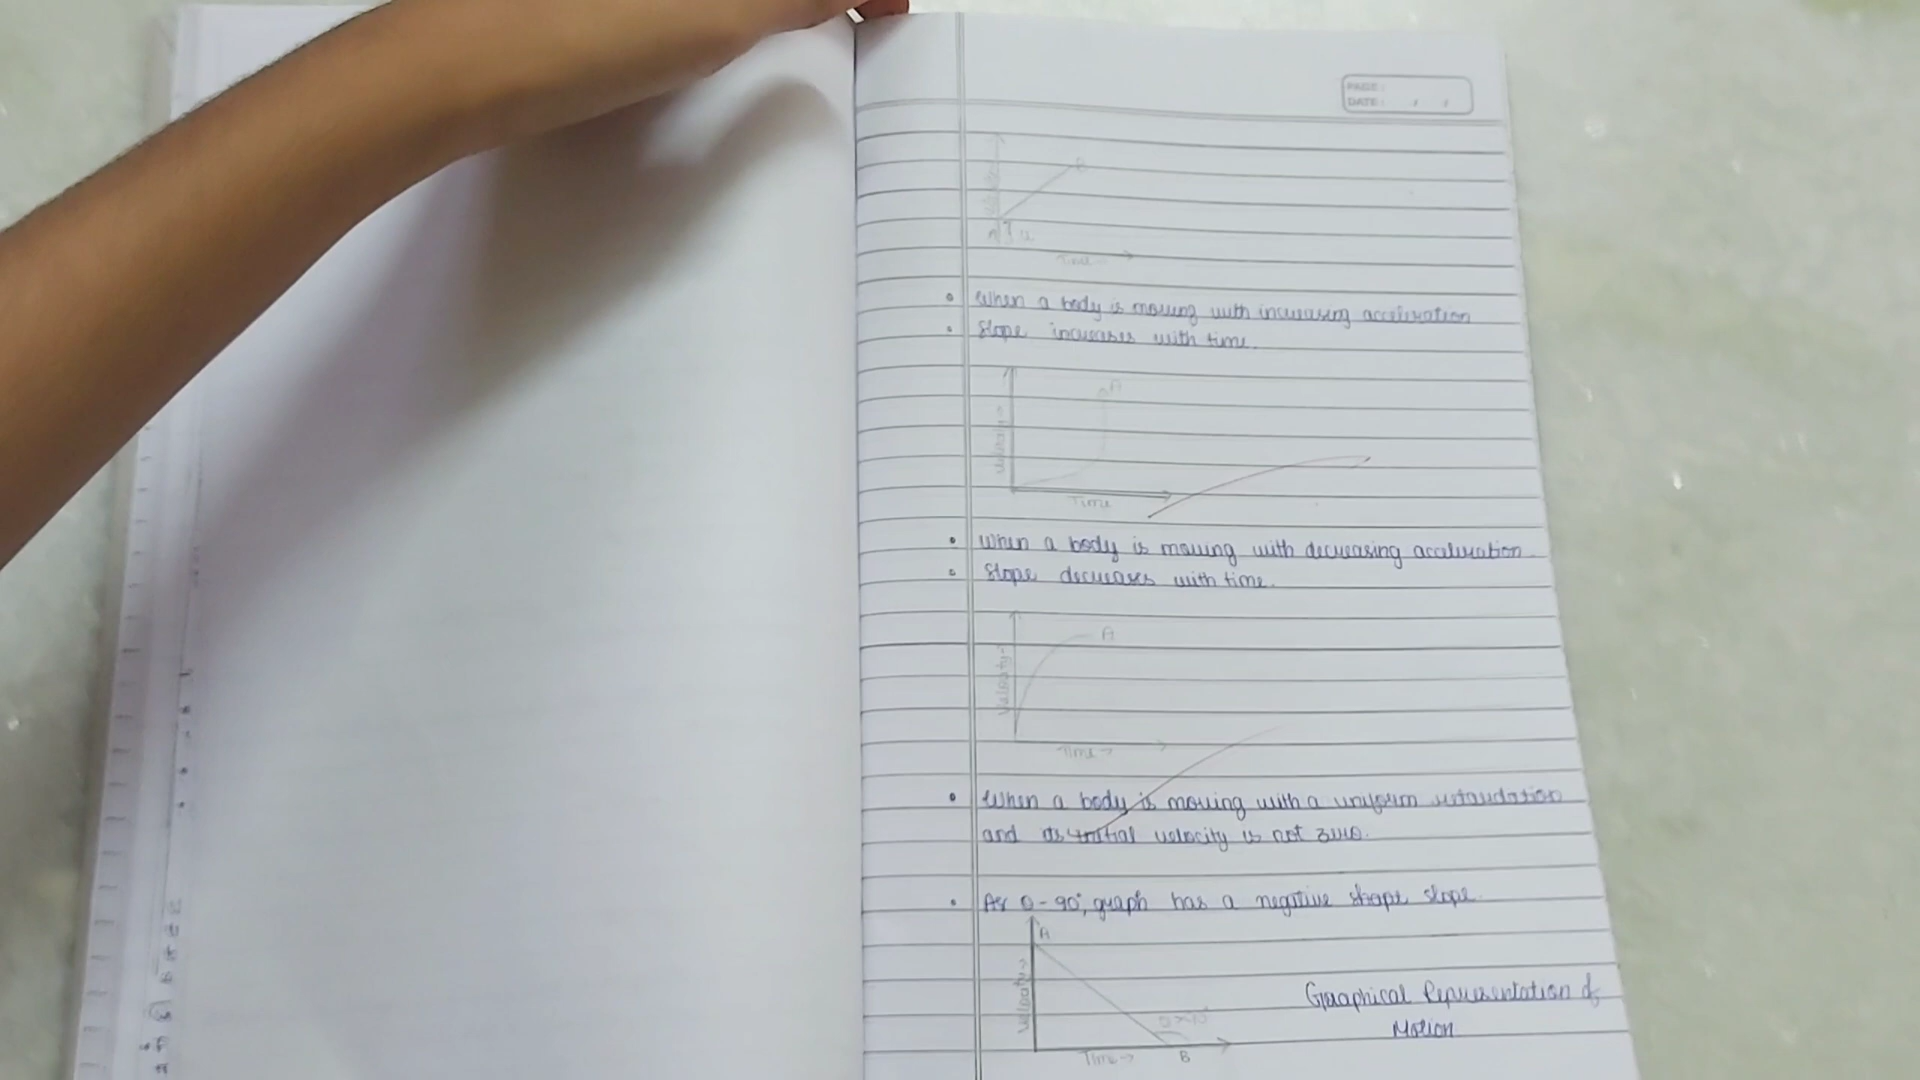 PAGE:
DATE: / /
B
A
u
Time
When a body is moving with increasing acceleration
Slope increases with time.
A
Velocity→
Time
When a body is moving with decreasing acceleration
Slope decreases with time.
A
Velocity→
Time→
When a body is moving with a uniform retardation
and its initial velocity is not zero.
As 0-90°, graph has a negative shape slope.
A
Velocity→
Time→ B
Graphical Representation of
Motion